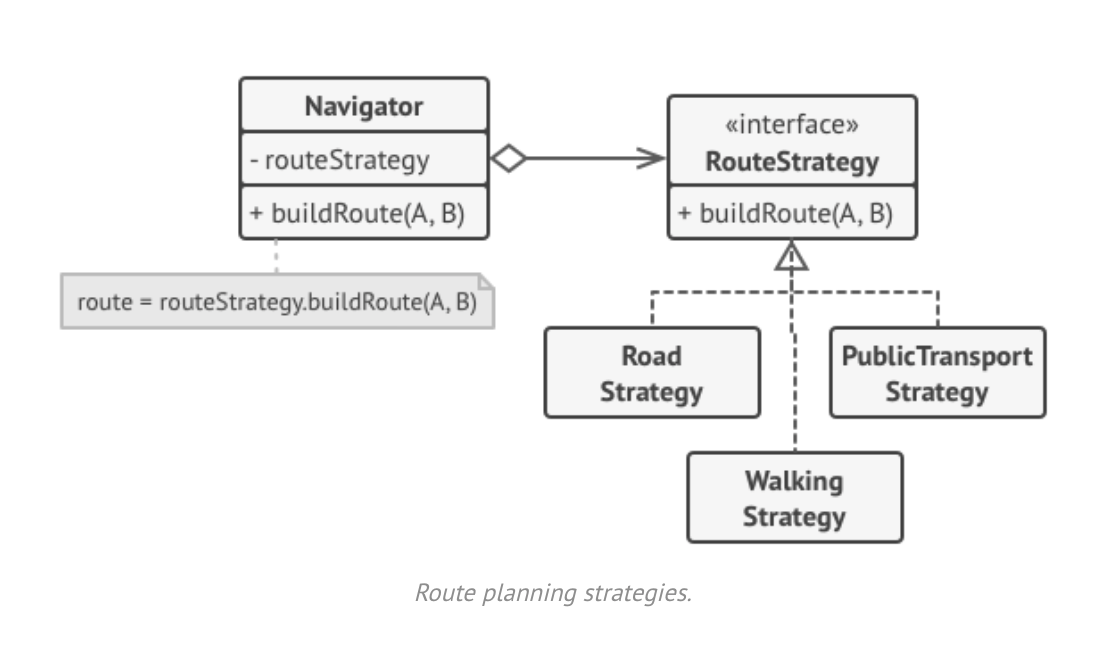 Navigator
- routeStrategy
+ buildRoute(A, B)
route = routeStrategy.buildRoute(A, B)
«interface»
RouteStrategy
+ buildRoute(A, B)
Road
Strategy
PublicTransport
Strategy
Walking
Strategy
Route planning strategies.